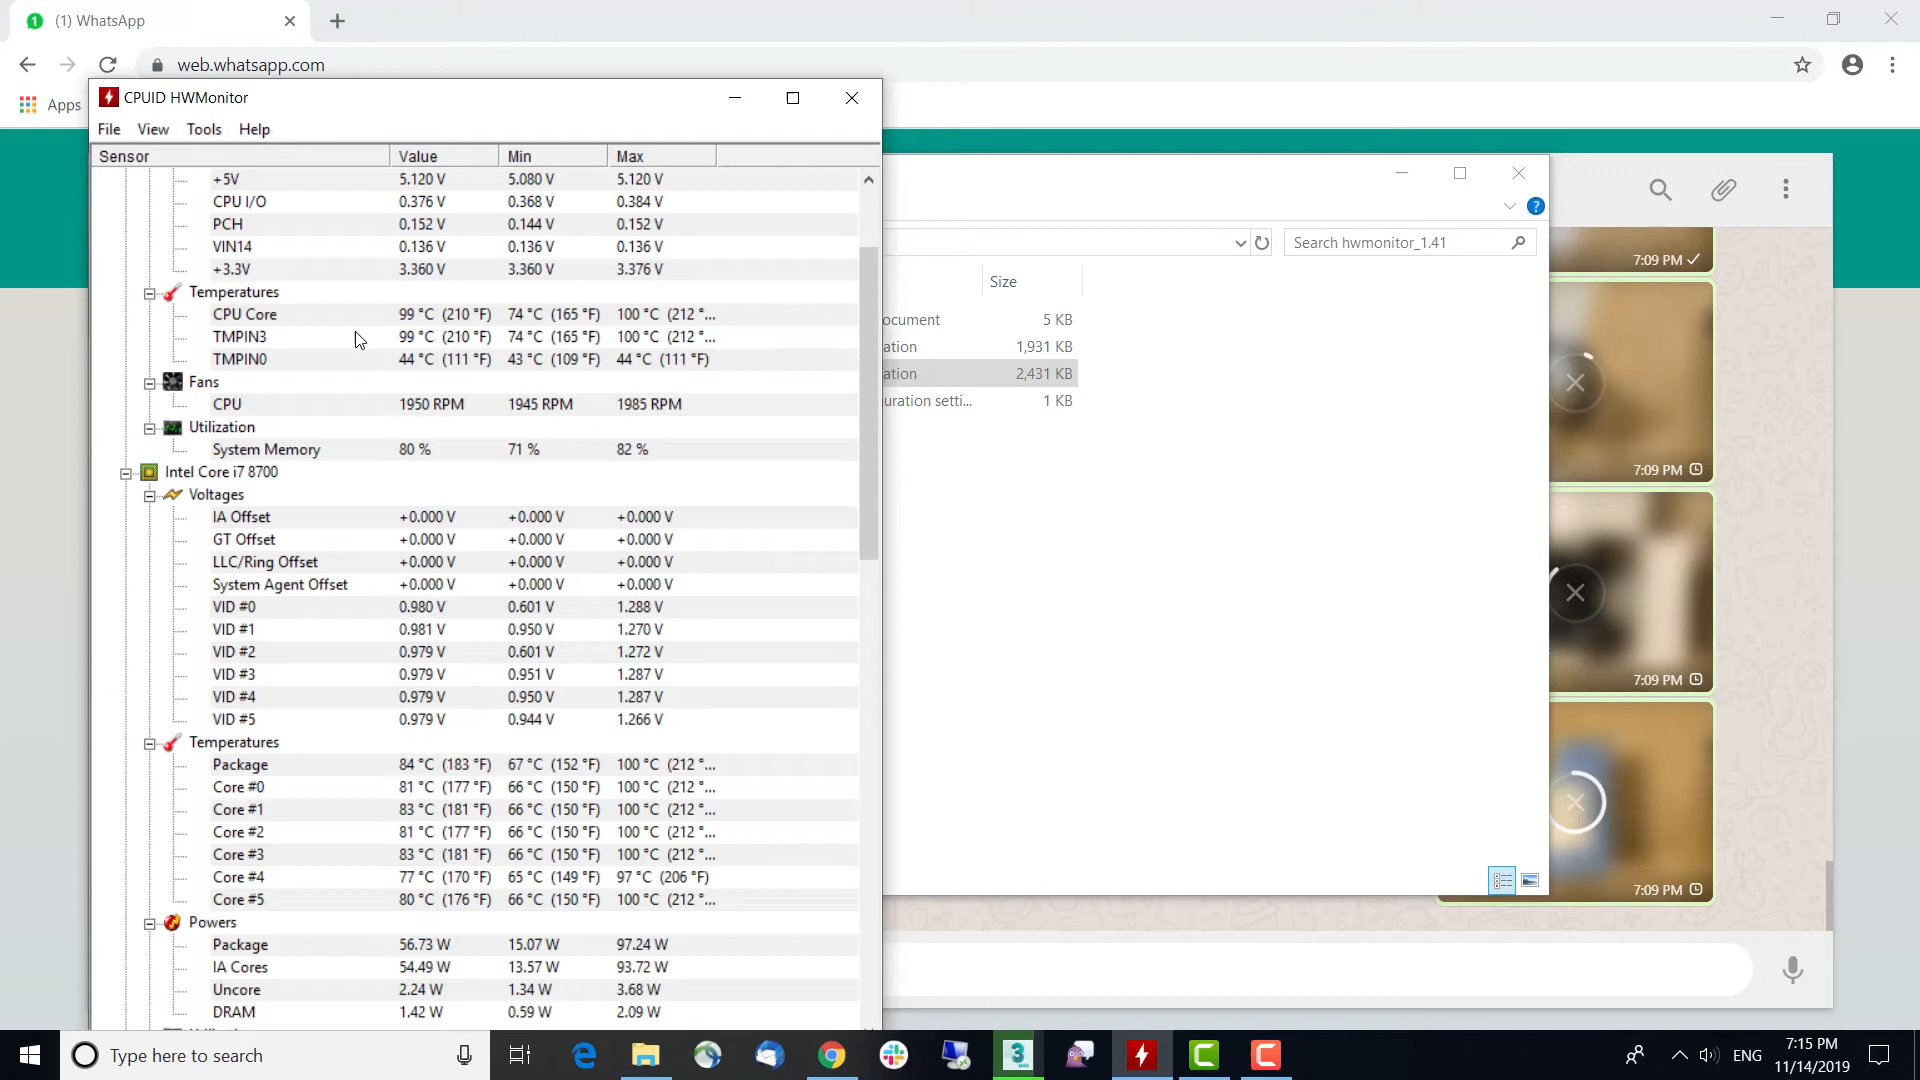 (1) WhatsApp
web.whatsapp.com
Apps
CPUID HWMonitor
File View Tools Help
Sensor Value Min Max
+5V 5.120 V 5.080 V 5.120 V
CPU I/O 0.376 V 0.368 V 0.384 V
PCH 0.152 V 0.144 V 0.152 V
VIN14 0.136 V 0.136 V 0.136 V
+3.3V 3.360 V 3.360 V 3.376 V
Temperatures
CPU Core 99 °C (210 °F) 74 °C (165 °F) 100 °C (212 °...
TMPIN3 99 °C (210 °F) 74 °C (165 °F) 100 °C (212 °...
TMPIN0 44 °C (111 °F) 43 °C (109 °F) 44 °C (111 °F)
Fans
CPU 1950 RPM 1945 RPM 1985 RPM
Utilization
System Memory 80 % 71 % 82 %
Intel Core i7 8700
Voltages
IA Offset +0.000 V +0.000 V +0.000 V
GT Offset +0.000 V +0.000 V +0.000 V
LLC/Ring Offset +0.000 V +0.000 V +0.000 V
System Agent Offset +0.000 V +0.000 V +0.000 V
VID #0 0.980 V 0.601 V 1.288 V
VID #1 0.981 V 0.950 V 1.270 V
VID #2 0.979 V 0.601 V 1.272 V
VID #3 0.979 V 0.951 V 1.287 V
VID #4 0.979 V 0.950 V 1.287 V
VID #5 0.979 V 0.944 V 1.266 V
Temperatures
Package 84 °C (183 °F) 67 °C (152 °F) 100 °C (212 °...
Core #0 81 °C (177 °F) 66 °C (150 °F) 100 °C (212 °...
Core #1 83 °C (181 °F) 66 °C (150 °F) 100 °C (212 °...
Core #2 81 °C (177 °F) 66 °C (150 °F) 100 °C (212 °...
Core #3 83 °C (181 °F) 66 °C (150 °F) 100 °C (212 °...
Core #4 77 °C (170 °F) 65 °C (149 °F) 97 °C (206 °F)
Core #5 80 °C (176 °F) 66 °C (150 °F) 100 °C (212 °...
Powers
Package 56.73 W 15.07 W 97.24 W
IA Cores 54.49 W 13.57 W 93.72 W
Uncore 2.24 W 1.34 W 3.68 W
DRAM 1.42 W 0.59 W 2.09 W
Search hwmonitor_1.41
Size
ocument 5 KB
ation 1,931 KB
ation 2,431 KB
uration setti... 1 KB
7:09 PM
7:09 PM
7:09 PM
7:09 PM
Type here to search
ENG
7:15 PM
11/14/2019